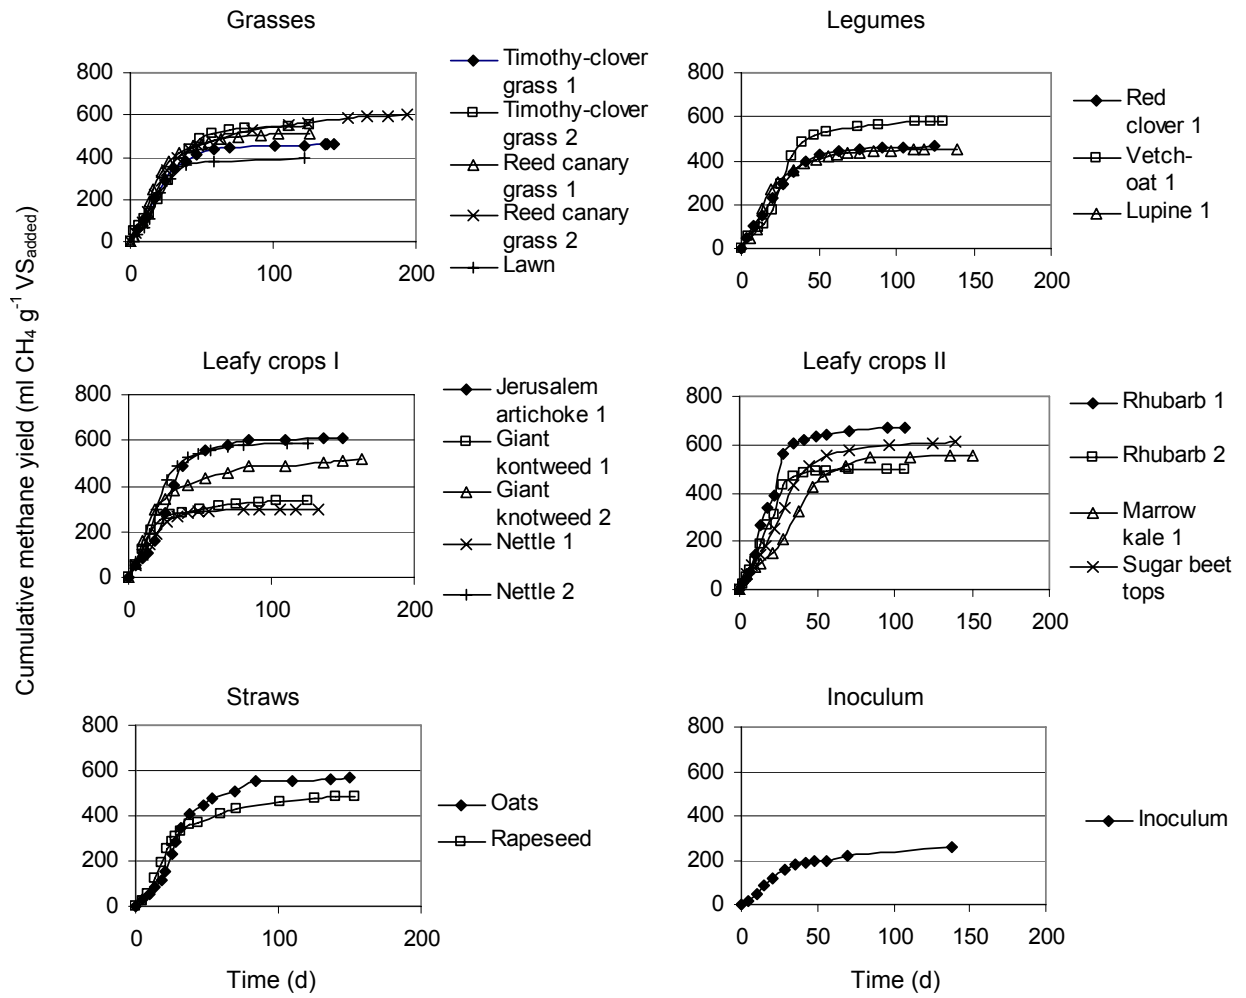 Grasses
800
600
400
200
0
0
100
200
Timothy-clover
grass 1
Timothy-clover
grass 2
Reed canary
grass 1
Reed canary
grass 2
Lawn
Legumes
800
600
400
200
0
0
50
100
150
200
Red
clover 1
Vetch-
oat 1
Lupine 1
Cumulative methane yield (ml CH₄ g⁻¹ VSadded)
Leafy crops I
800
600
400
200
0
0
100
200
Jerusalem
artichoke 1
Giant
kontweed 1
Giant
knotweed 2
Nettle 1
Nettle 2
Leafy crops II
800
600
400
200
0
0
50
100
150
200
Rhubarb 1
Rhubarb 2
Marrow
kale 1
Sugar beet
tops
Straws
800
600
400
200
0
0
100
200
Time (d)
Oats
Rapeseed
Inoculum
800
600
400
200
0
0
50
100
150
200
Time (d)
Inoculum